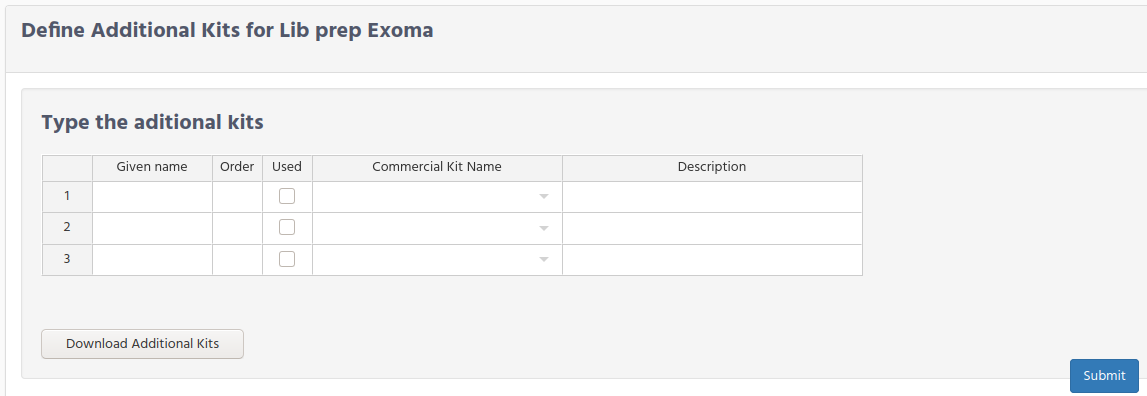 Define Additional Kits for Lib prep Exoma
Type the aditional kits
Given name Order Used Commercial Kit Name Description
1
2
3
Download Additional Kits
Submit